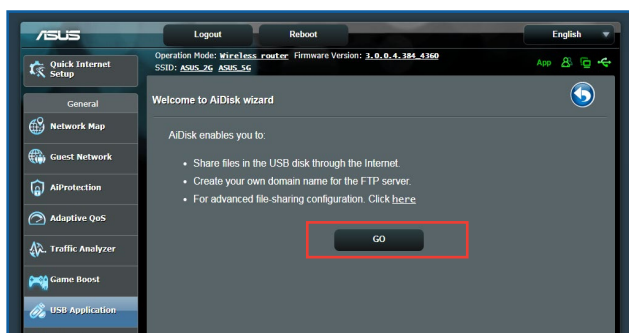 ASUS
Logout
Reboot
English
Quick Internet
Setup
Operation Mode: Wireless router Firmware Version: 3.0.0.4.384_4360
SSID: ASUS_2G ASUS_5G
App
General
Network Map
Guest Network
AiProtection
Adaptive QoS
Traffic Analyzer
Game Boost
USB Application
Welcome to AiDisk wizard
AiDisk enables you to:
• Share files in the USB disk through the Internet.
• Create your own domain name for the FTP server.
• For advanced file-sharing configuration. Click here
GO